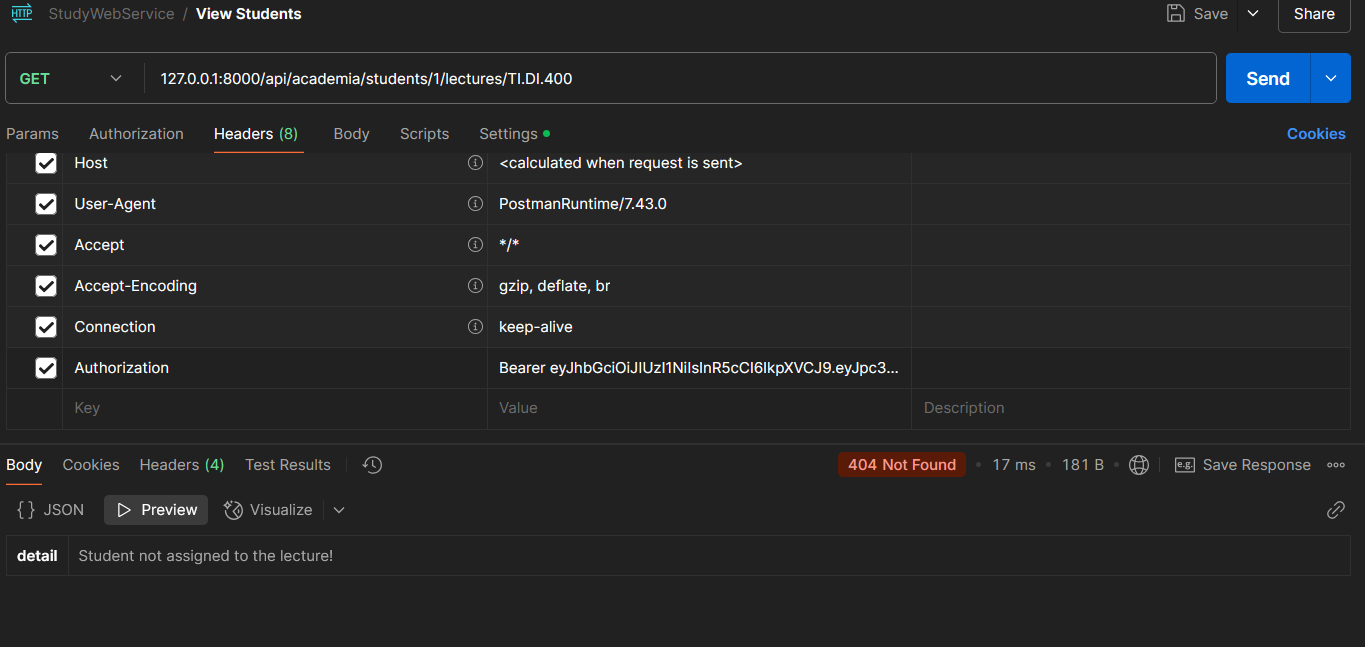 HTTP StudyWebService / View Students Save Share
GET 127.0.0.1:8000/api/academia/students/1/lectures/TI.DI.400 Send
Params Authorization Headers (8) Body Scripts Settings Cookies
Host <calculated when request is sent>
User-Agent PostmanRuntime/7.43.0
Accept */*
Accept-Encoding gzip, deflate, br
Connection keep-alive
Authorization Bearer eyJhbGciOiJIUzI1NiIsInR5cCI6IkpXVCJ9.eyJpc3...
Key Value Description
Body Cookies Headers (4) Test Results 404 Not Found • 17 ms • 181 B • e.g. Save Response
{} JSON Preview Visualize
detail Student not assigned to the lecture!